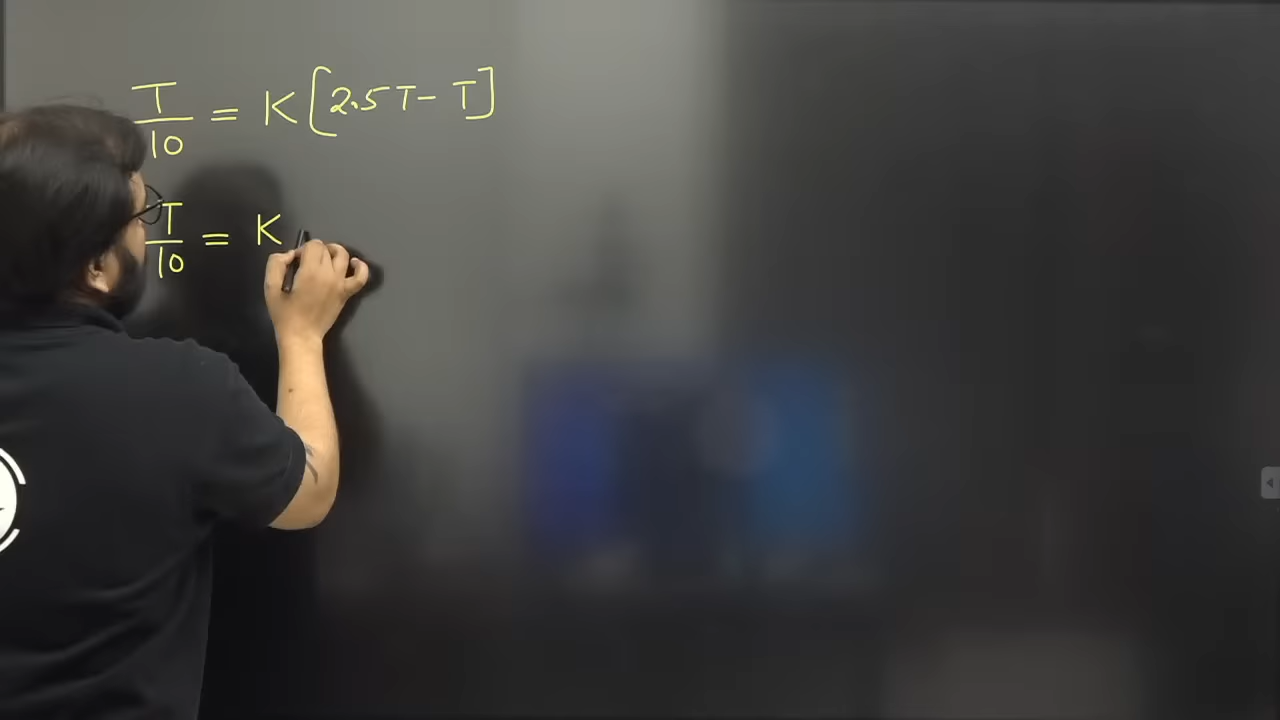 T/10 = K[2.5T - T]
T/10 = K